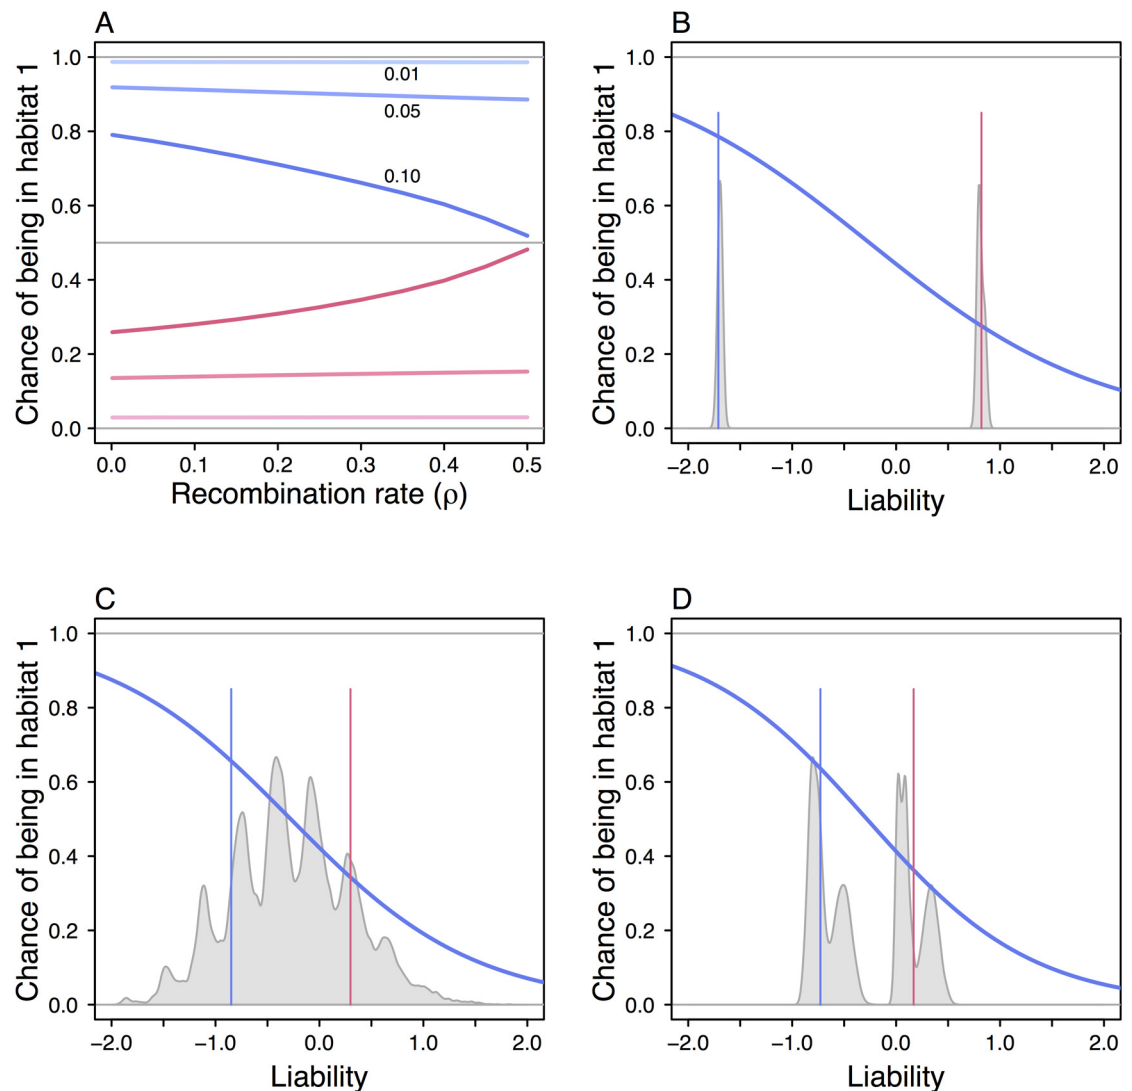 A
Chance of being in habitat 1
1.0
0.8
0.6
0.4
0.2
0.0
0.01
0.05
0.10
0.0 0.1 0.2 0.3 0.4 0.5
Recombination rate (ρ)
B
Chance of being in habitat 1
1.0
0.8
0.6
0.4
0.2
0.0
−2.0 −1.0 0.0 1.0 2.0
Liability
C
Chance of being in habitat 1
1.0
0.8
0.6
0.4
0.2
0.0
−2.0 −1.0 0.0 1.0 2.0
Liability
D
Chance of being in habitat 1
1.0
0.8
0.6
0.4
0.2
0.0
−2.0 −1.0 0.0 1.0 2.0
Liability